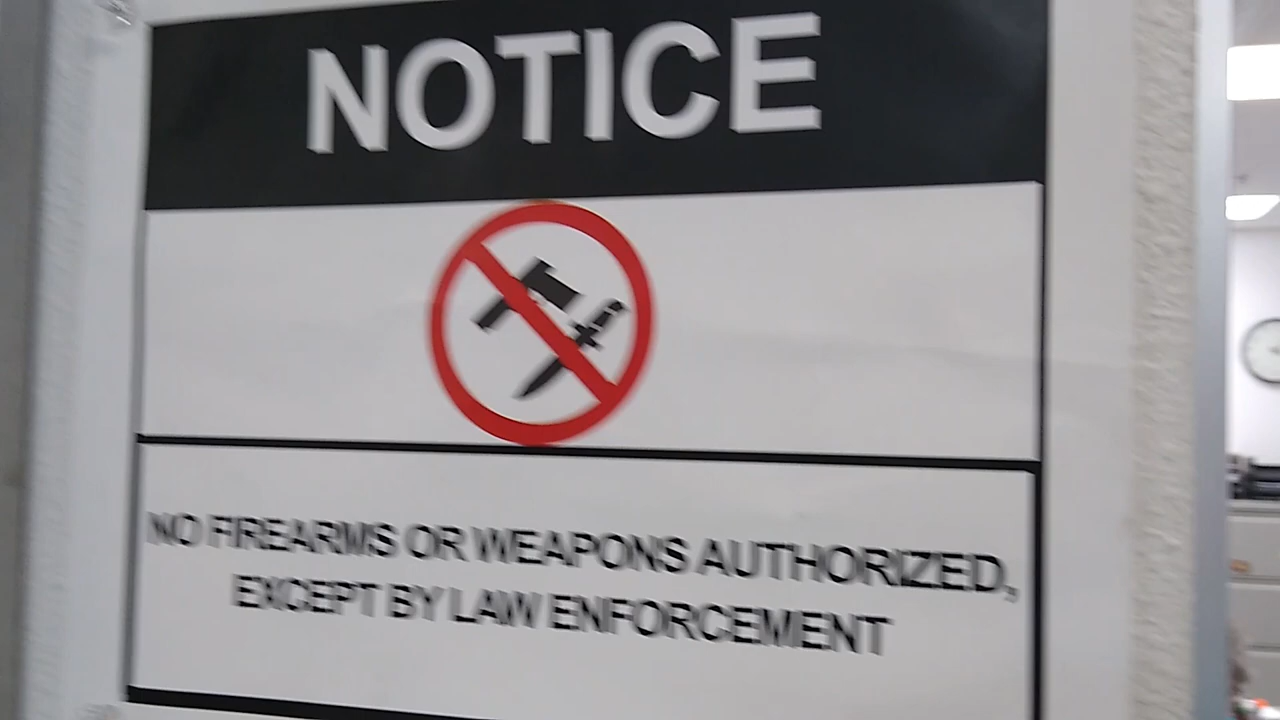 NOTICE
NO FIREARMS OR WEAPONS AUTHORIZED,
EXCEPT BY LAW ENFORCEMENT